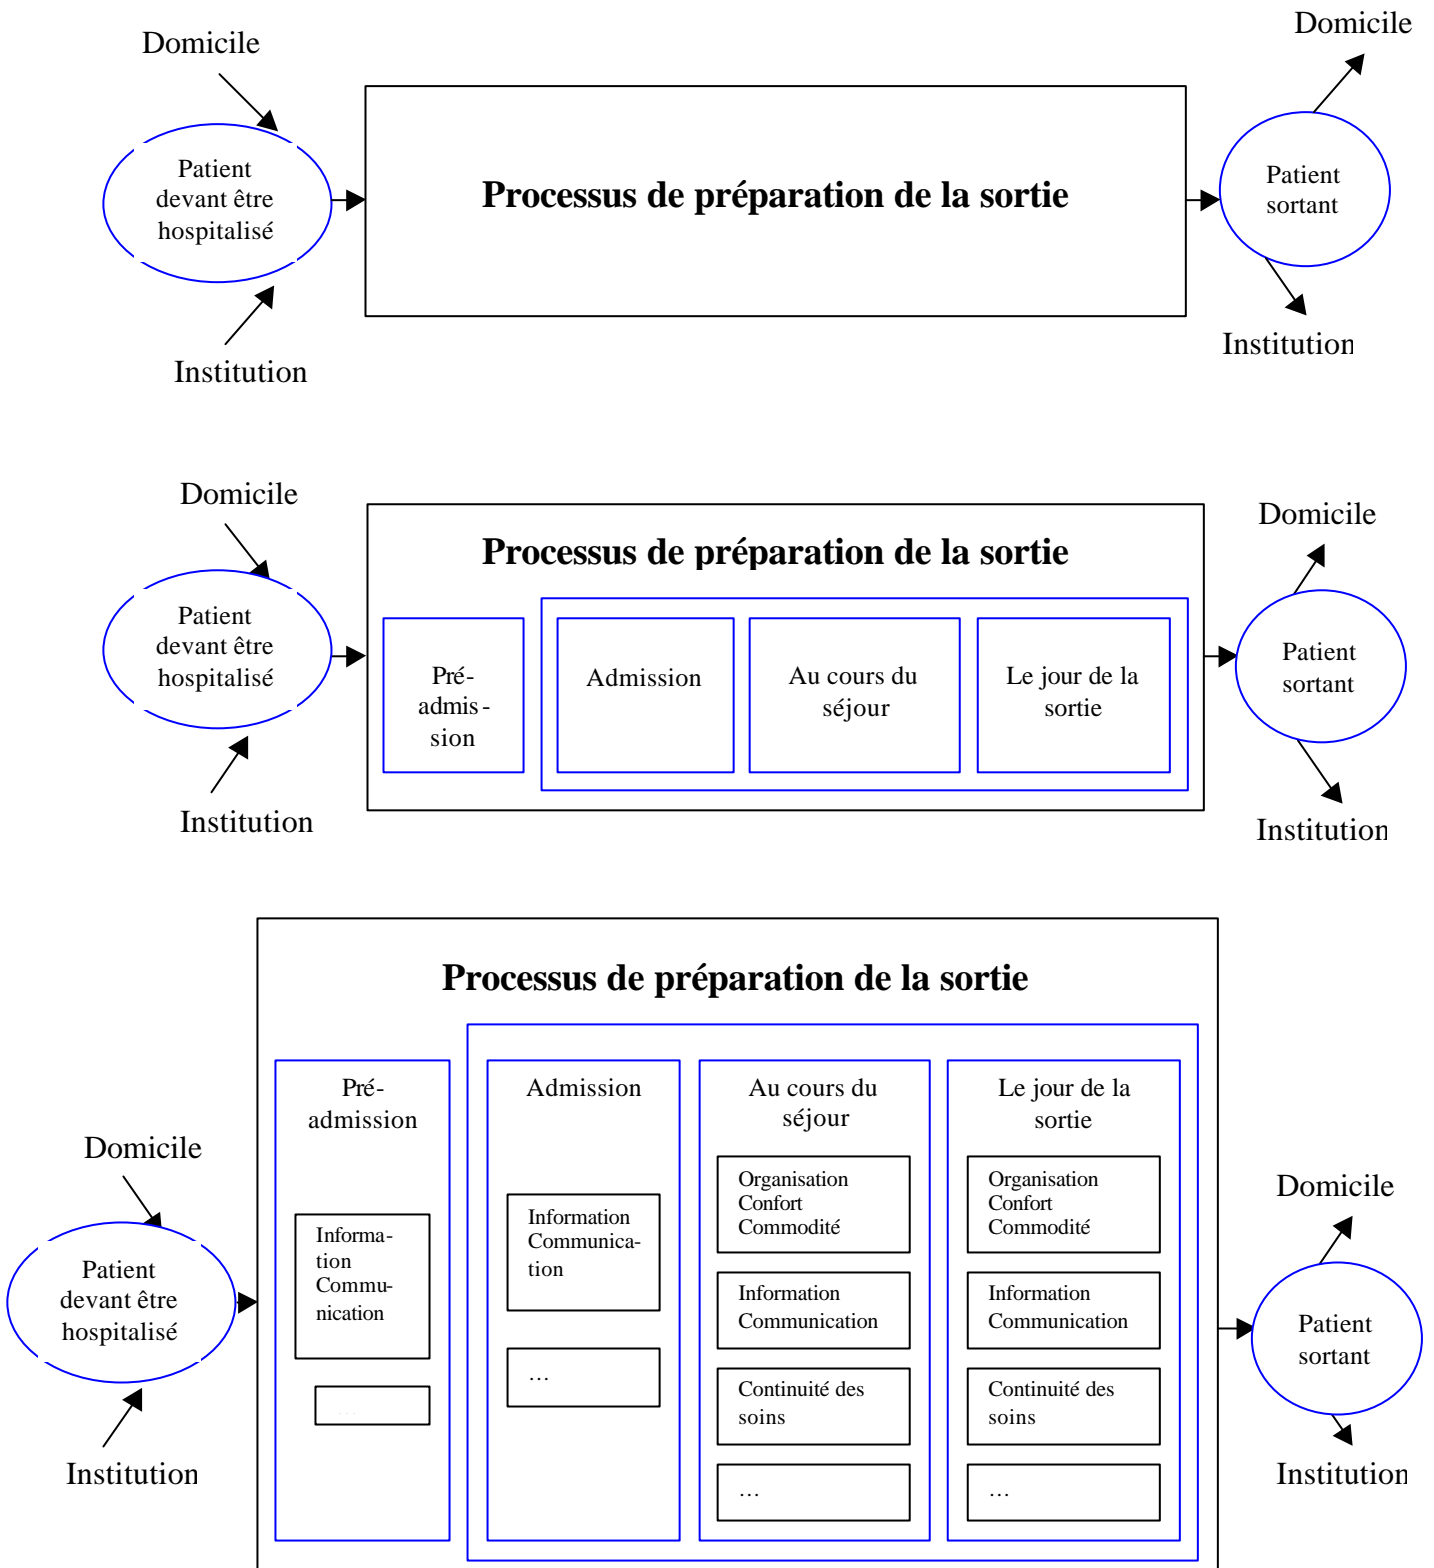 Domicile
Domicile
Patient
devant être
hospitalisé
Processus de préparation de la sortie
Patient
sortant
Institution
Institution
Domicile
Domicile
Processus de préparation de la sortie
Patient
devant être
hospitalisé
Pré-
admis-
sion
Admission
Au cours du
séjour
Le jour de la
sortie
Patient
sortant
Institution
Institution
Processus de préparation de la sortie
Domicile
Patient
devant être
hospitalisé
Institution
Pré-
admission
Informa-
tion
Commu-
nication
...
Admission
Information
Communica-
tion
…
Au cours du
séjour
Organisation
Confort
Commodité
Information
Communication
Continuité des
soins
…
Le jour de la
sortie
Organisation
Confort
Commodité
Information
Communication
Continuité des
soins
…
Domicile
Patient
sortant
Institution